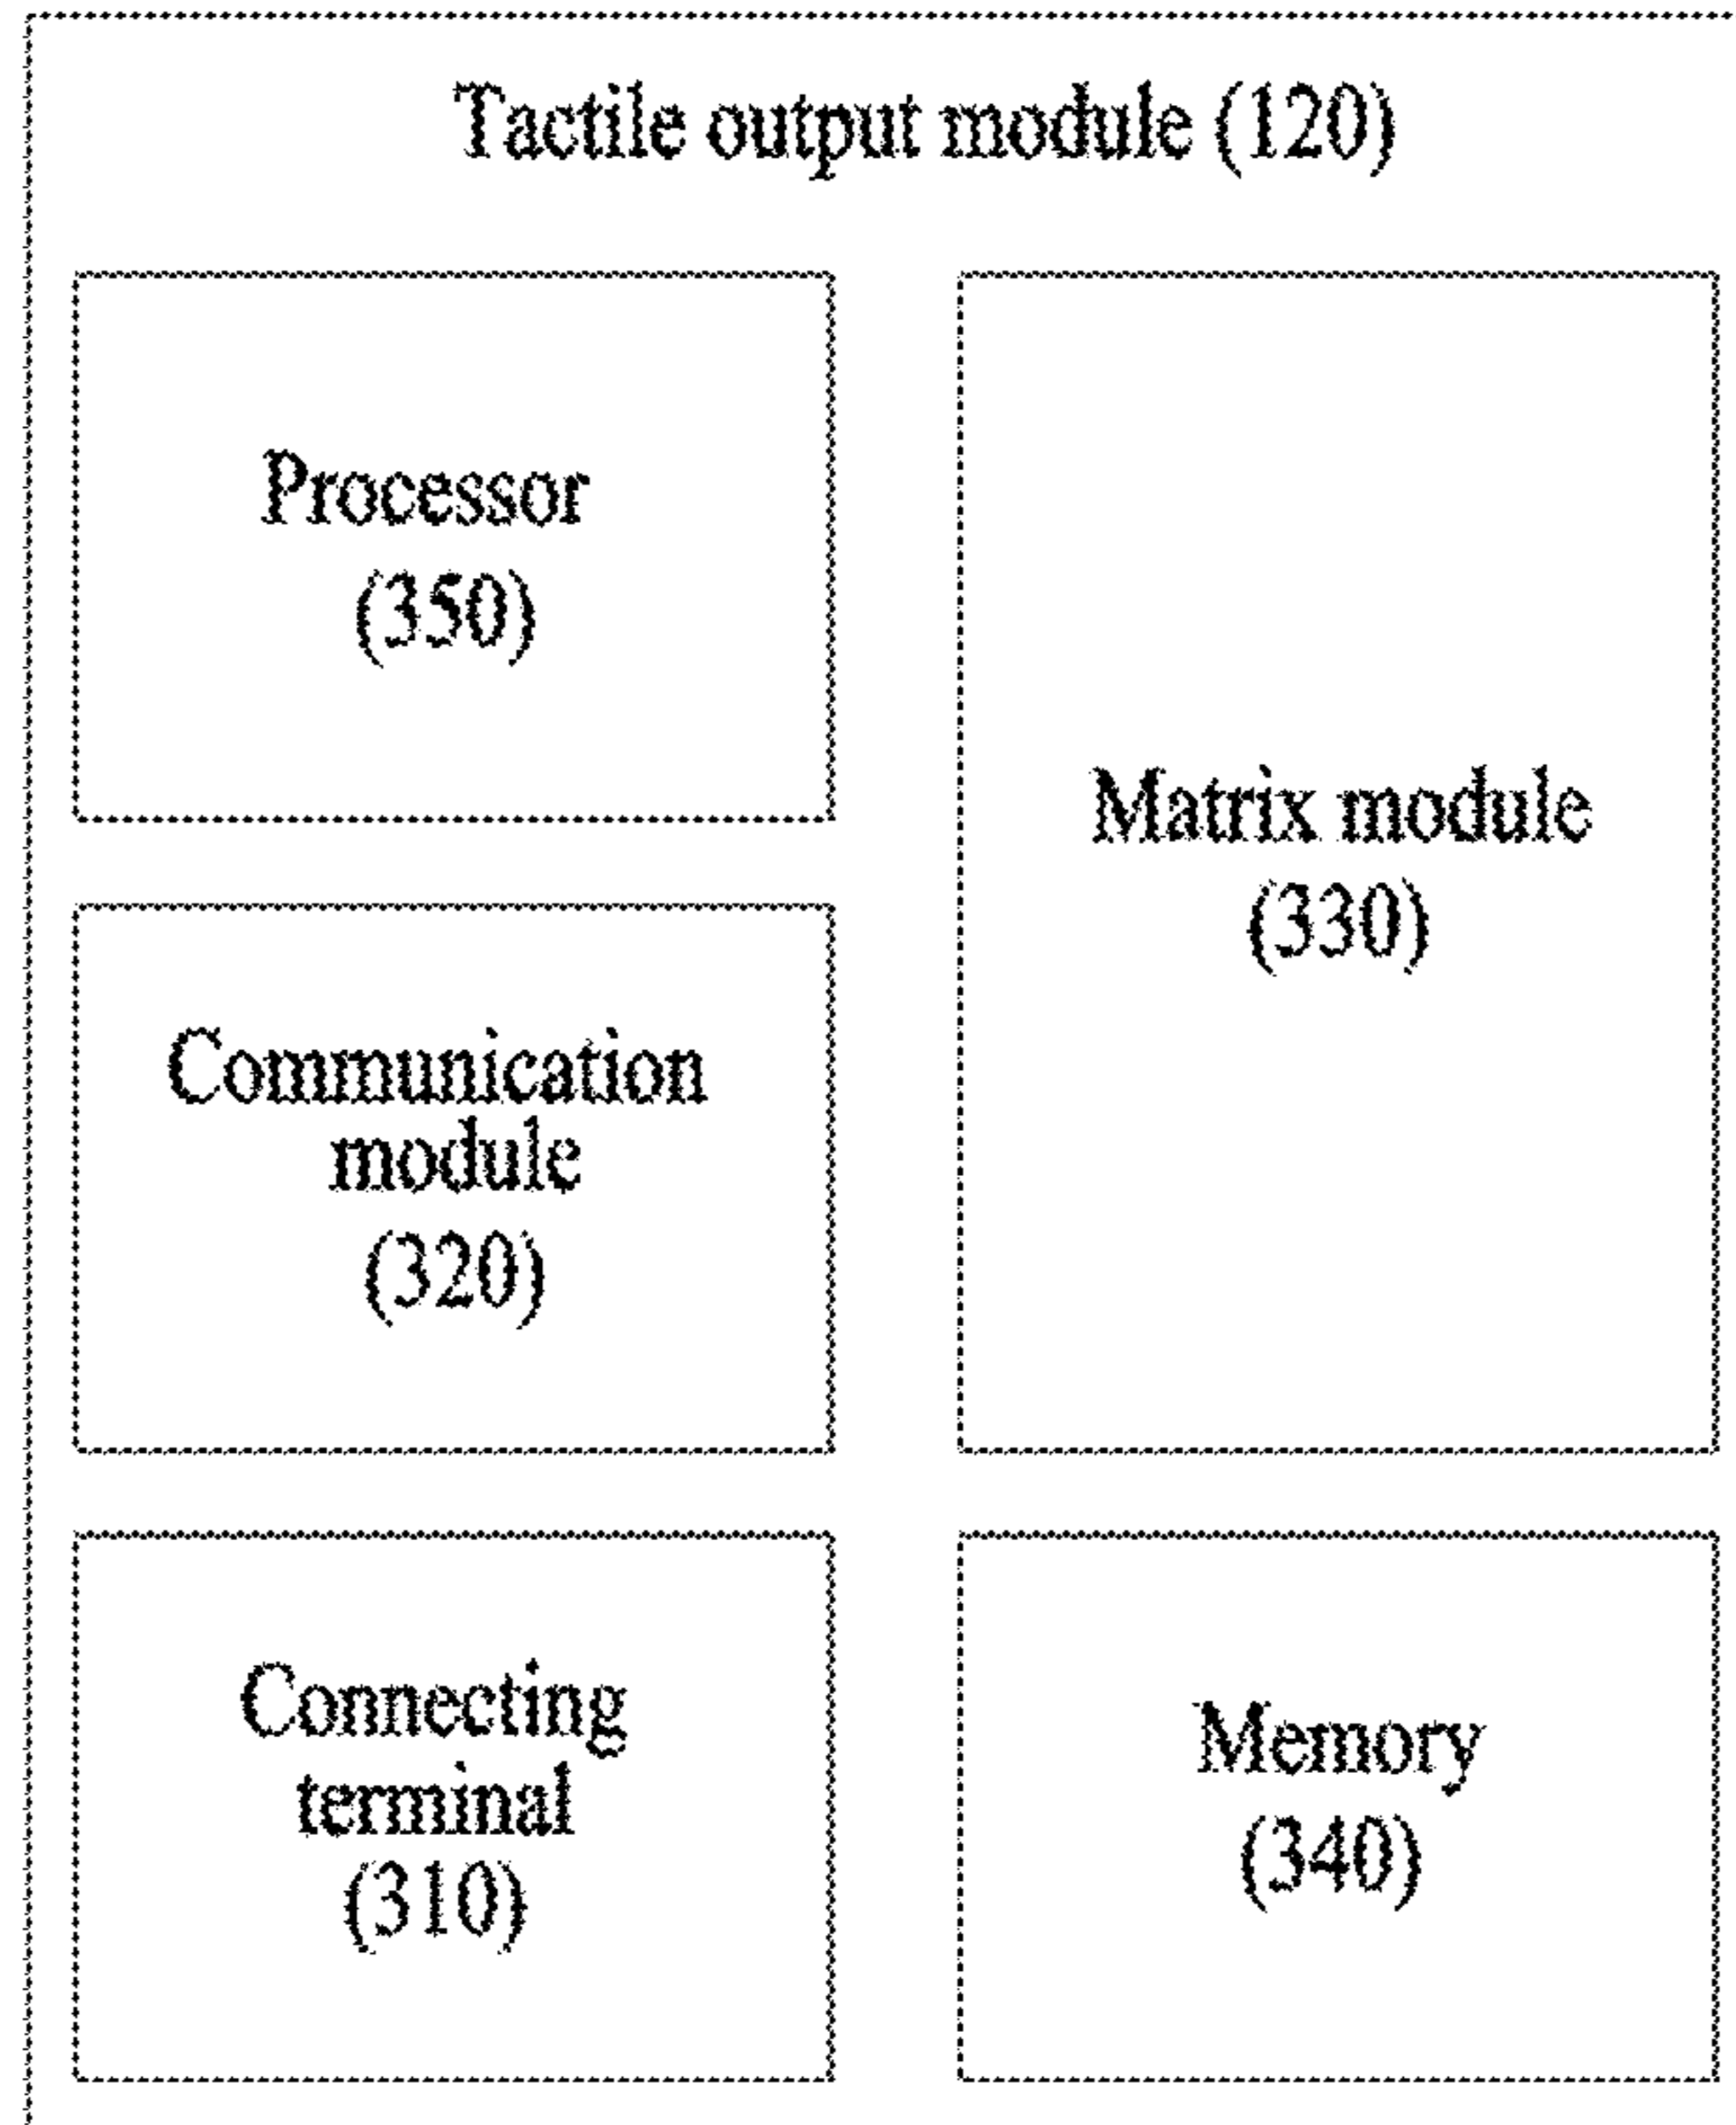 Tactile output module (120)
Processor
(350)
Communication
module
(320)
Connecting
terminal
(310)
Matrix module
(330)
Memory
(340)